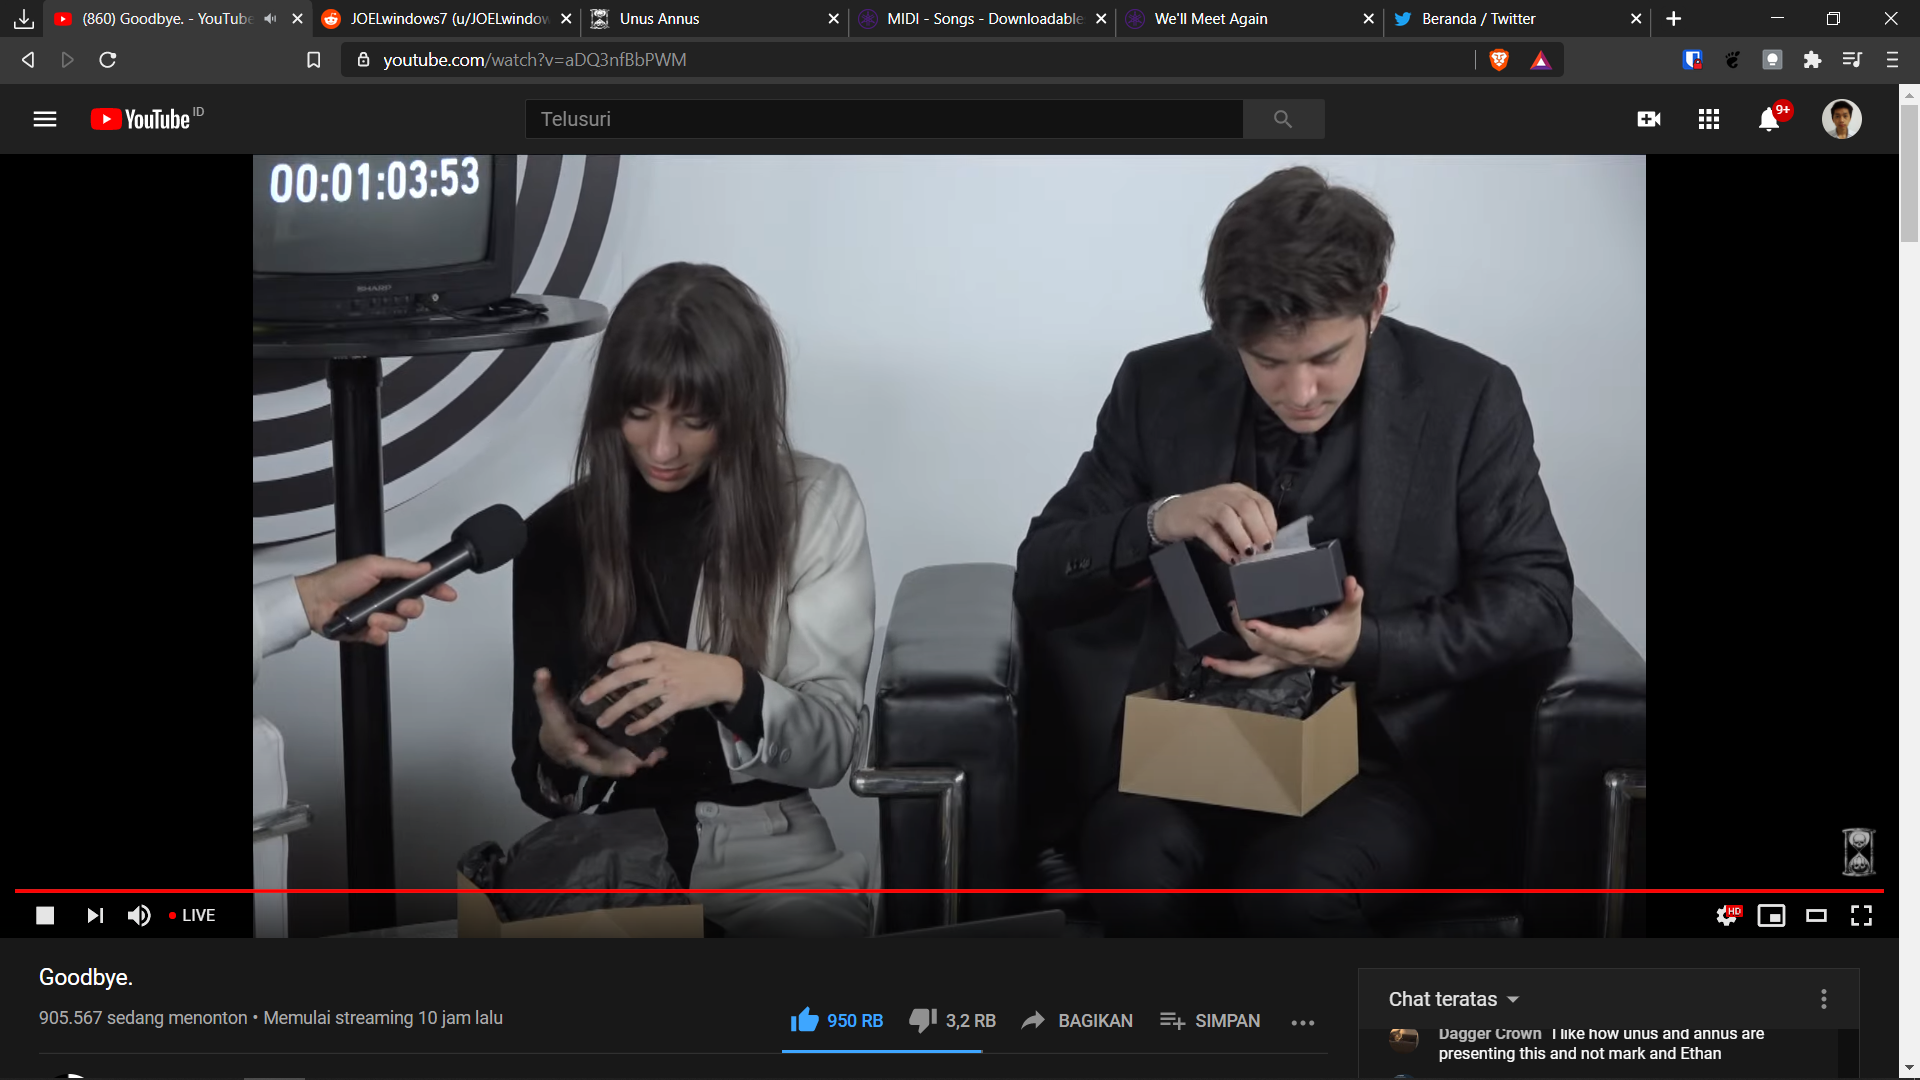 (860) Goodbye. - YouTube
JOELwindows7 (u/JOELwindow
Unus Annus
MIDI - Songs - Downloadable
We'll Meet Again
Beranda / Twitter
youtube.com/watch?v=aDQ3nfBbPWM
YouTube ID
Telusuri
9+
00:01:03:53
SHARP
LIVE
HD
Goodbye.
905.567 sedang menonton • Memulai streaming 10 jam lalu
950 RB
3,2 RB
BAGIKAN
SIMPAN
Chat teratas
Dagger Crown I like how unus and annus are
presenting this and not mark and Ethan